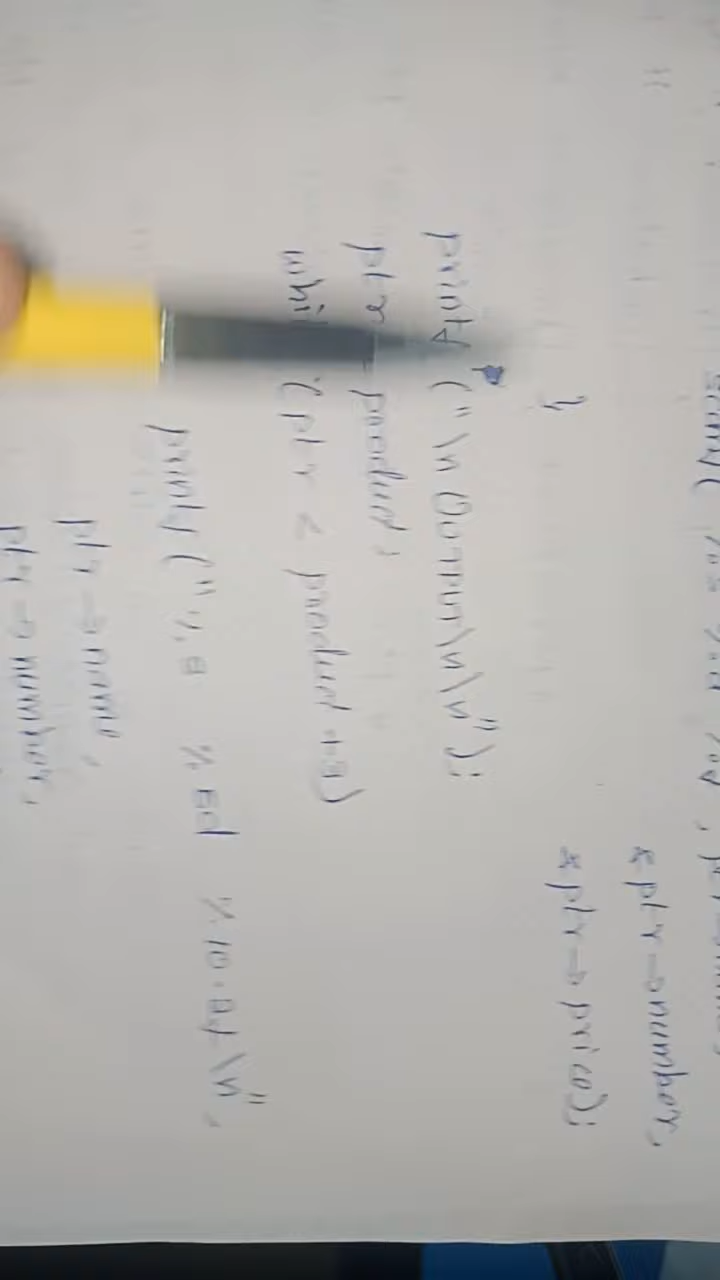 &ptr→number,
&ptr→price);
}
printf("\n Output\n\n");
ptr = product;
while (ptr < product +3)
printf("%s %5d %10.2f\n",
ptr→name,
ptr→number,